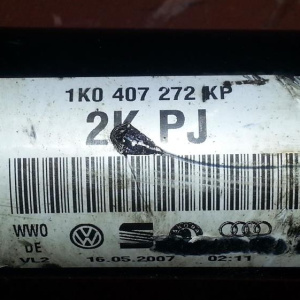 1K0 407 272 KP
2K PJ
WWO
DE
VL2 16.05.2007 02:11